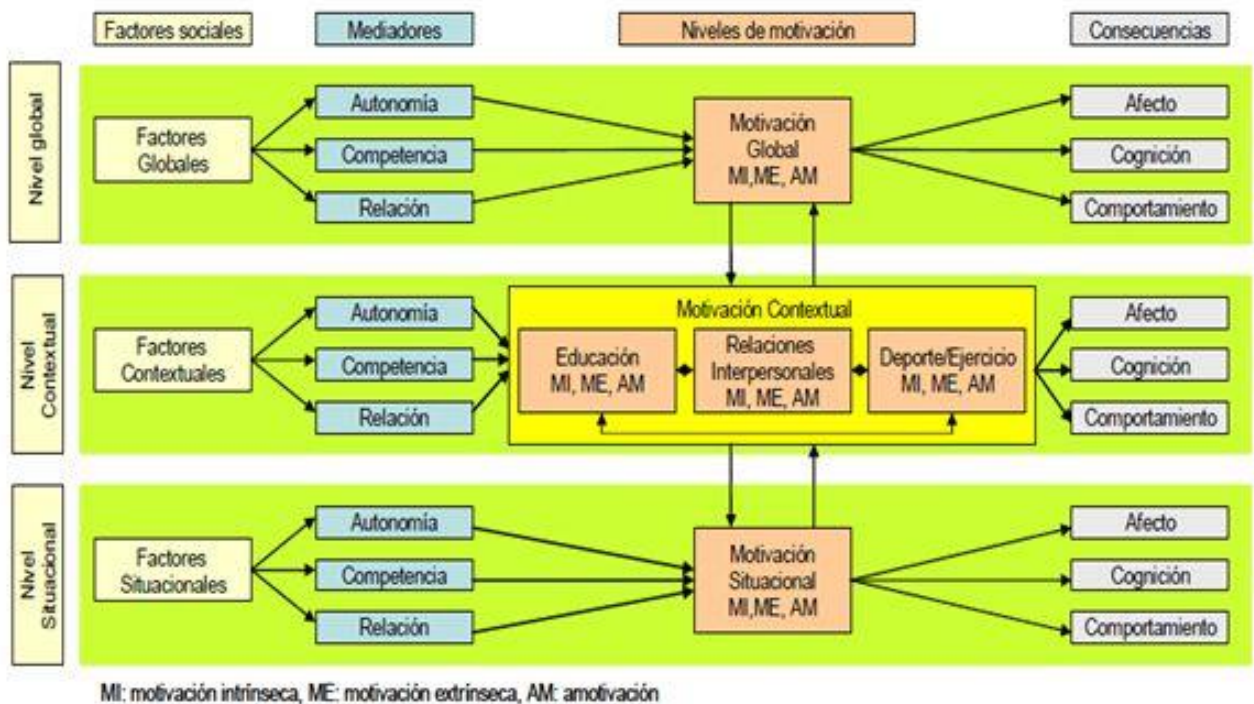 Factores sociales
Mediadores
Niveles de motivación
Consecuencias
Nivel global
Factores
Globales
Autonomía
Competencia
Relación
Motivación
Global
MI,ME, AM
Afecto
Cognición
Comportamiento
Nivel
Contextual
Factores
Contextuales
Autonomía
Competencia
Relación
Motivación Contextual
Educación
MI, ME, AM
Relaciones
Interpersonales
MI, ME, AM
Deporte/Ejercicio
MI, ME, AM
Afecto
Cognición
Comportamiento
Nivel
Situacional
Factores
Situacionales
Autonomía
Competencia
Relación
Motivación
Situacional
MI,ME, AM
Afecto
Cognición
Comportamiento
MI: motivación intrínseca, ME: motivación extrínseca, AM: amotivación